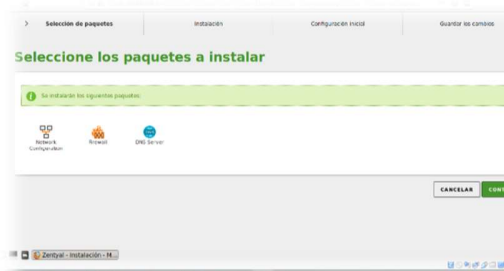 > Selección de paquetes Instalación Configuración inicial Guardar los cambios
Seleccione los paquetes a instalar
Se instalarán los siguientes paquetes:
Network Configuration
Firewall
DNS Server
CANCELAR CONT
Zentyal - Instalación - M...